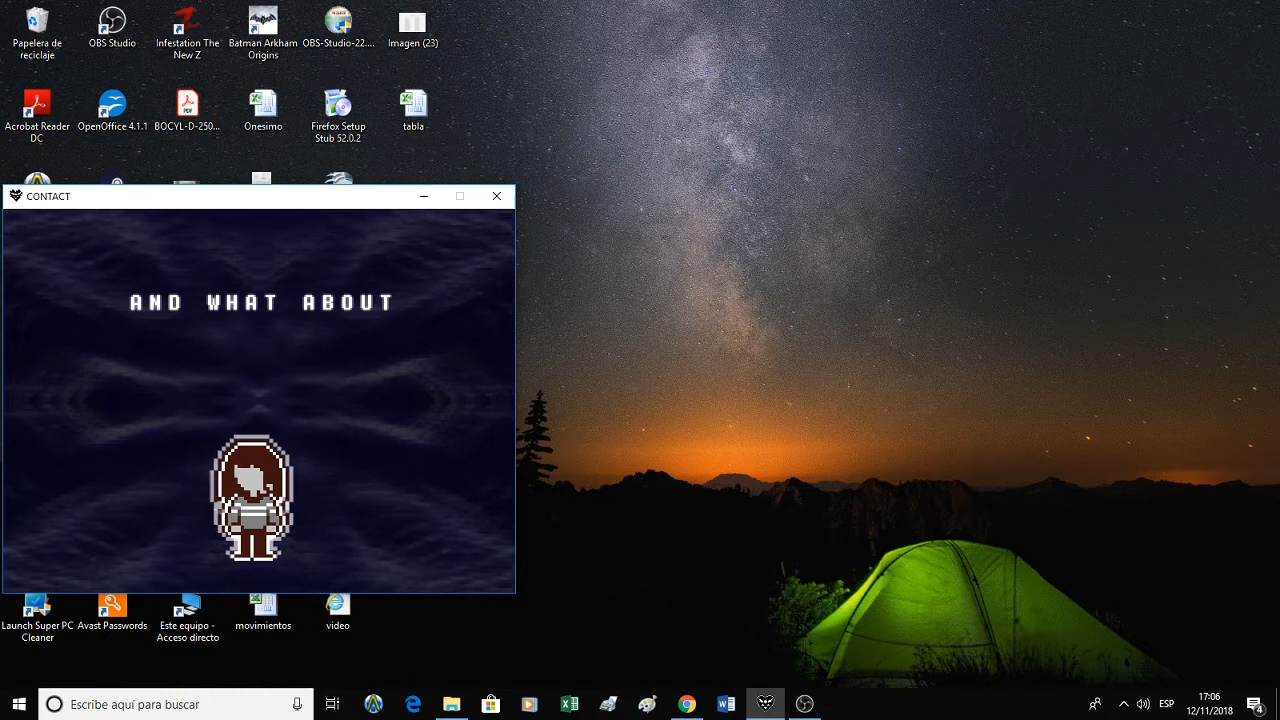 Papelera de
reciclaje
OBS Studio
Infestation The
New Z
Batman Arkham
Origins
OBS-Studio-22....
Imagen (23)
Acrobat Reader
DC
OpenOffice 4.1.1
BOCYL-D-250...
Onesimo
Firefox Setup
Stub 52.0.2
tabla
CONTACT
AND WHAT ABOUT
Launch Super PC
Cleaner
Avast Passwords
Este equipo -
Acceso directo
movimientos
video
Escribe aquí para buscar
ESP
17:06
12/11/2018
4